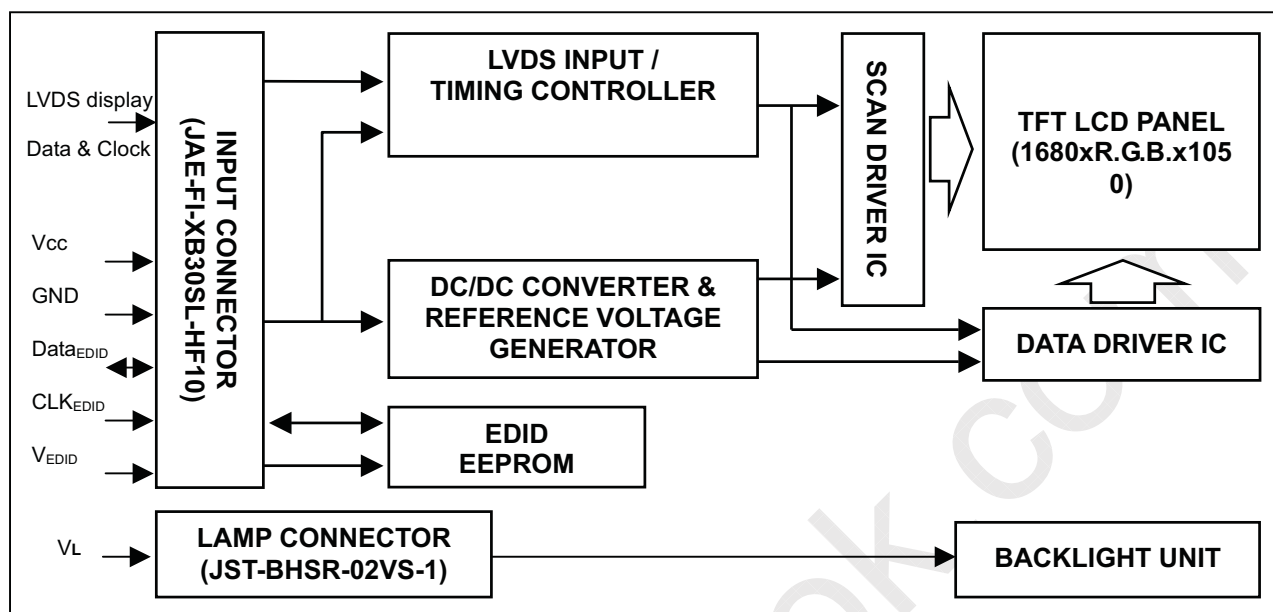 LVDS display
Data & Clock
Vcc
GND
DataEDID
CLKEDID
VEDID
VL
INPUT CONNECTOR
(JAE-FI-XB30SL-HF10)
LVDS INPUT /
TIMING CONTROLLER
DC/DC CONVERTER &
REFERENCE VOLTAGE
GENERATOR
EDID
EEPROM
LAMP CONNECTOR
(JST-BHSR-02VS-1)
SCAN DRIVER IC
TFT LCD PANEL
(1680xR.G.B.x105
0)
DATA DRIVER IC
BACKLIGHT UNIT